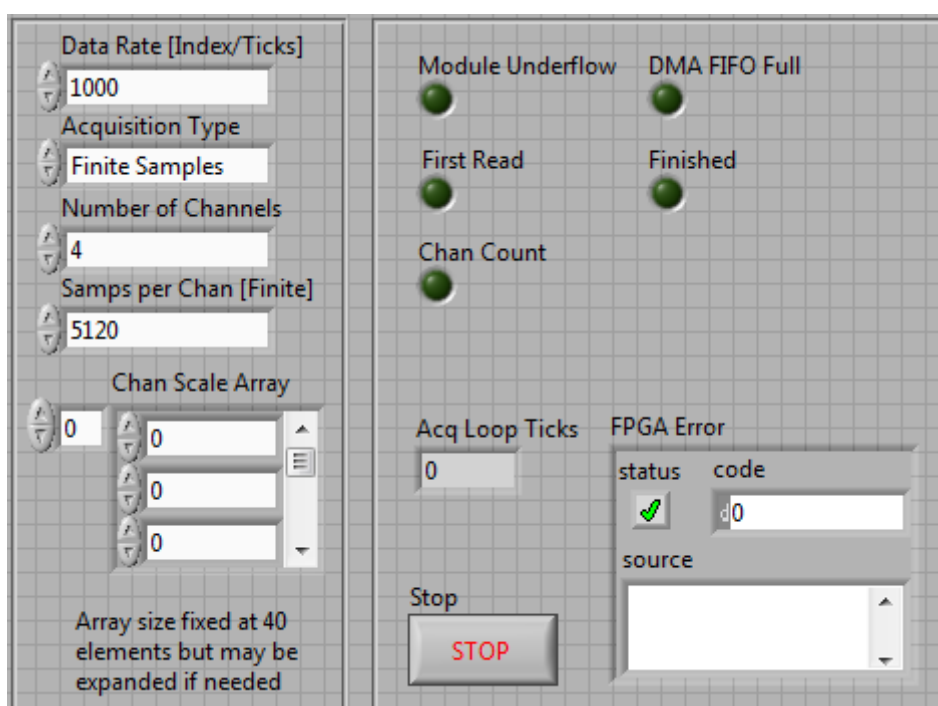 Data Rate [Index/Ticks]
1000
Acquisition Type
Finite Samples
Number of Channels
4
Samps per Chan [Finite]
5120
Chan Scale Array
0
0
0
0
Array size fixed at 40
elements but may be
expanded if needed
Module Underflow
DMA FIFO Full
First Read
Finished
Chan Count
Acq Loop Ticks
0
FPGA Error
status
code
d0
source
Stop
STOP